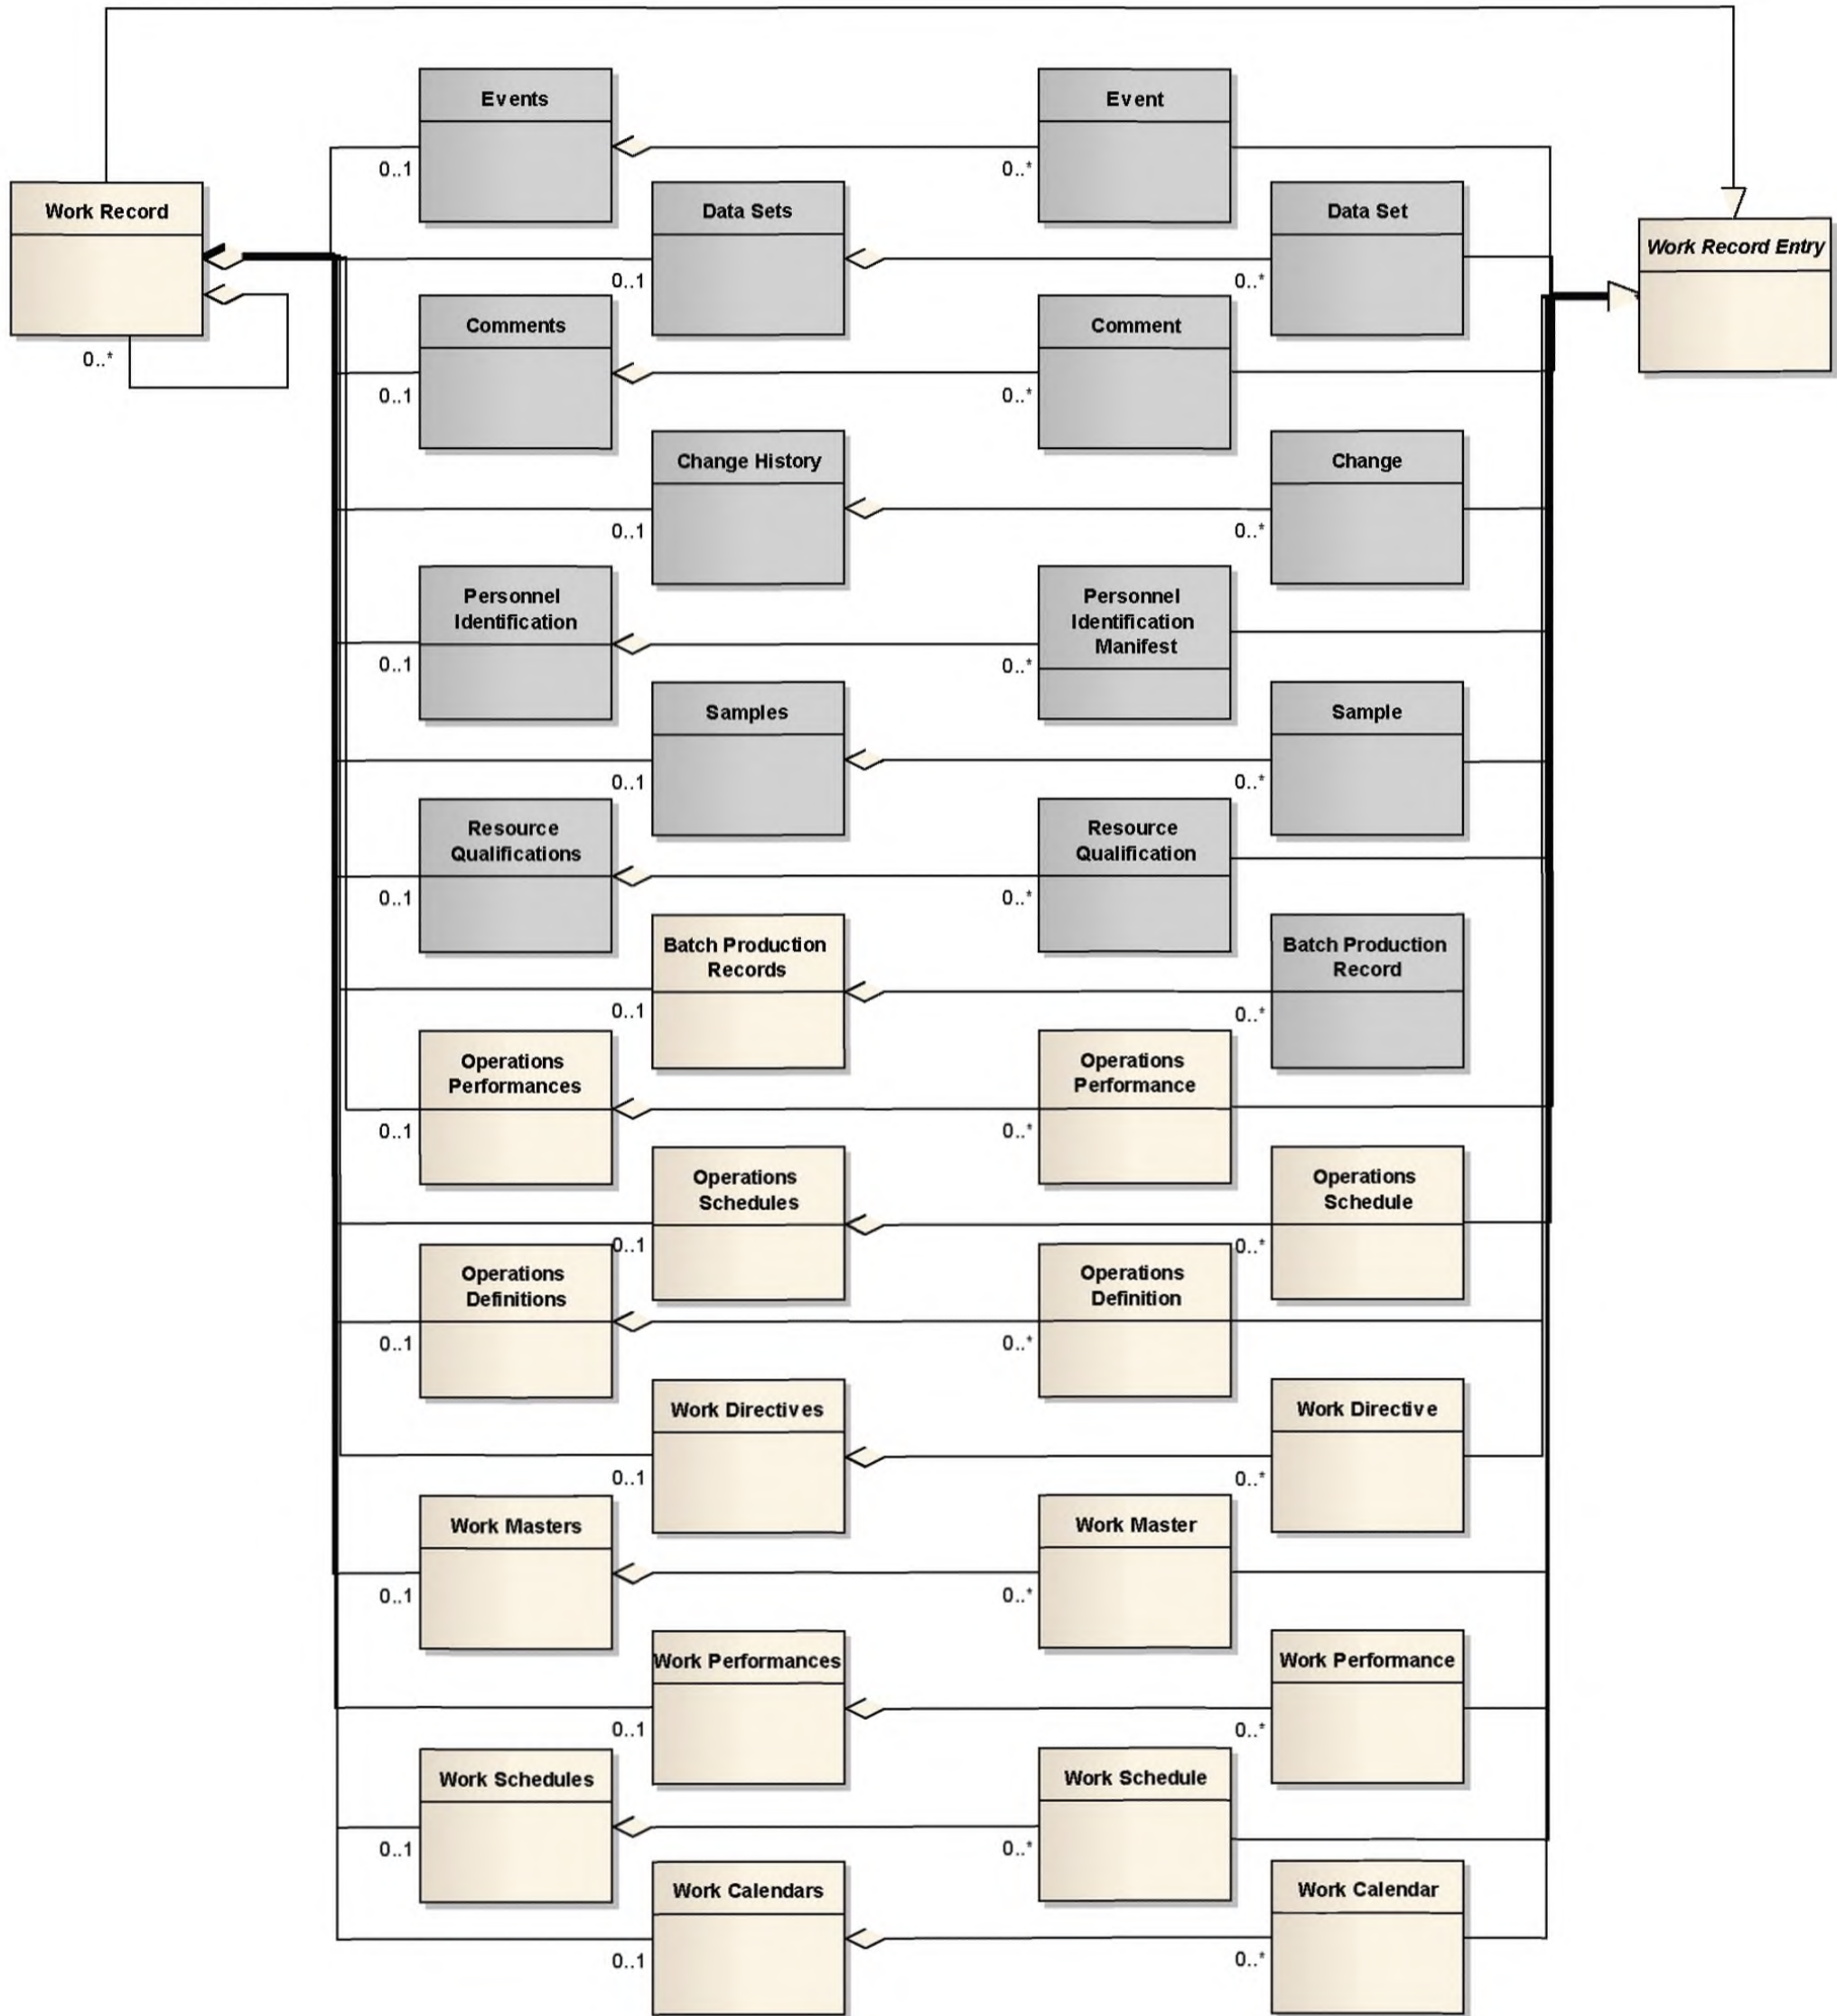 Events
Event
0..1
0..*
Work Record
Data Sets
Data Set
Work Record Entry
0..1
0..*
Comments
Comment
0..*
0..1
0..*
Change History
Change
0..1
0..*
Personnel
Identification
Personnel
Identification
Manifest
0..1
0..*
Samples
Sample
0..1
0..*
Resource
Qualifications
Resource
Qualification
0..1
0..*
Batch Production
Records
Batch Production
Record
0..1
0..*
Operations
Performances
Operations
Performance
0..1
0..*
Operations
Schedules
Operations
Schedule
0..1
0..*
Operations
Definitions
Operations
Definition
0..1
0..*
Work Directives
Work Directive
0..1
0..*
Work Masters
Work Master
0..1
0..*
Work Performances
Work Performance
0..1
0..*
Work Schedules
Work Schedule
0..1
0..*
Work Calendars
Work Calendar
0..1
0..*